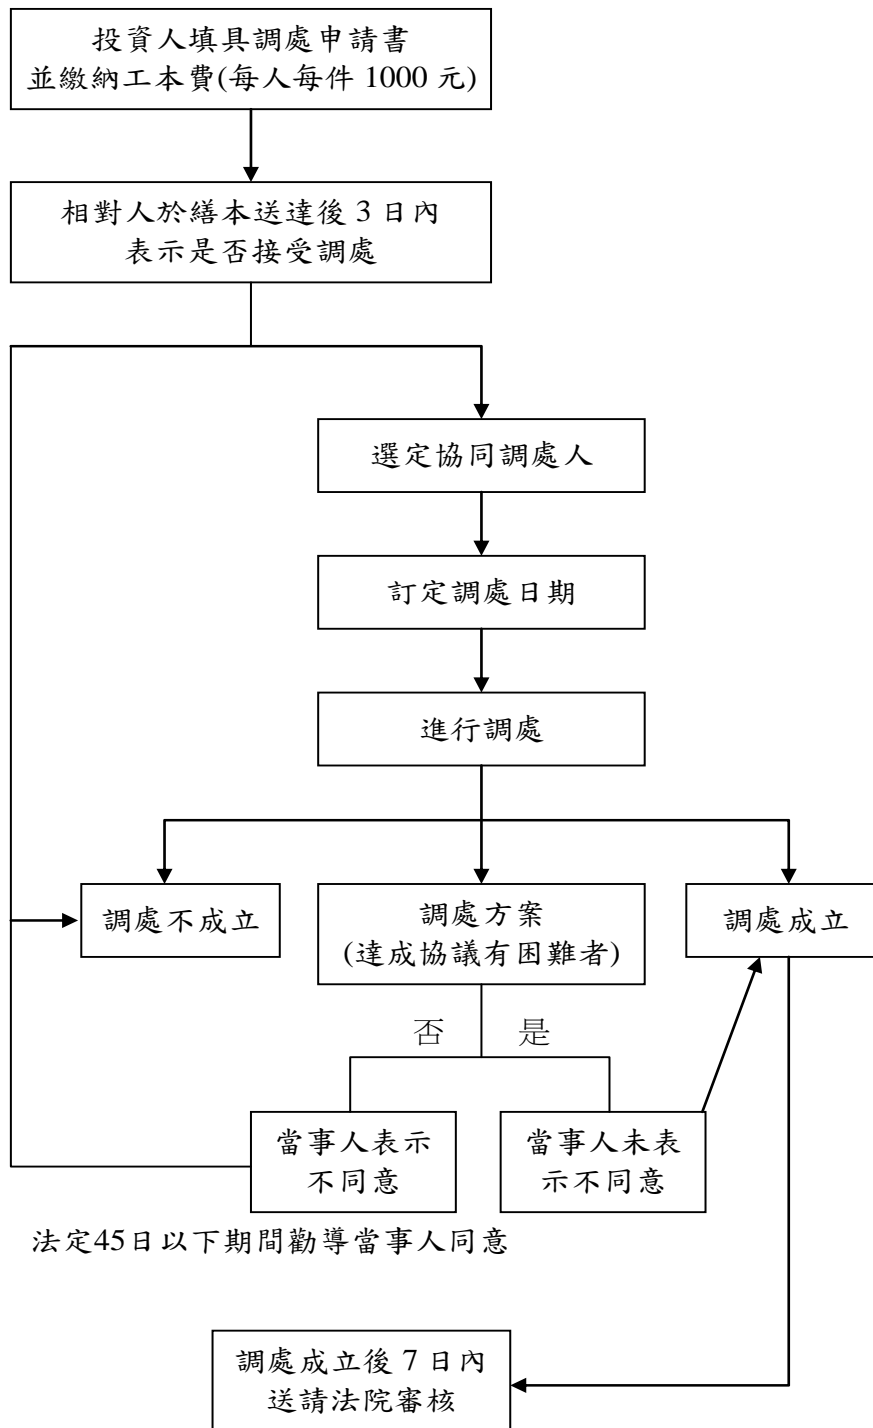 投資人填具調處申請書
並繳納工本費(每人每件 1000 元)
相對人於繕本送達後 3 日內
表示是否接受調處
選定協同調處人
訂定調處日期
進行調處
調處不成立
調處方案
(達成協議有困難者)
調處成立
否 是
當事人表示
不同意
當事人未表
示不同意
法定45日以下期間勸導當事人同意
調處成立後 7 日內
送請法院審核